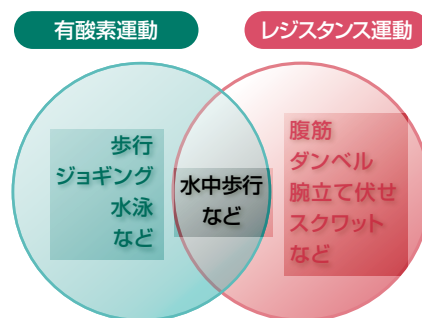 有酸素運動
レジスタンス運動
歩行
ジョギング
水泳
など
水中歩行
など
腹筋
ダンベル
腕立て伏せ
スクワット
など